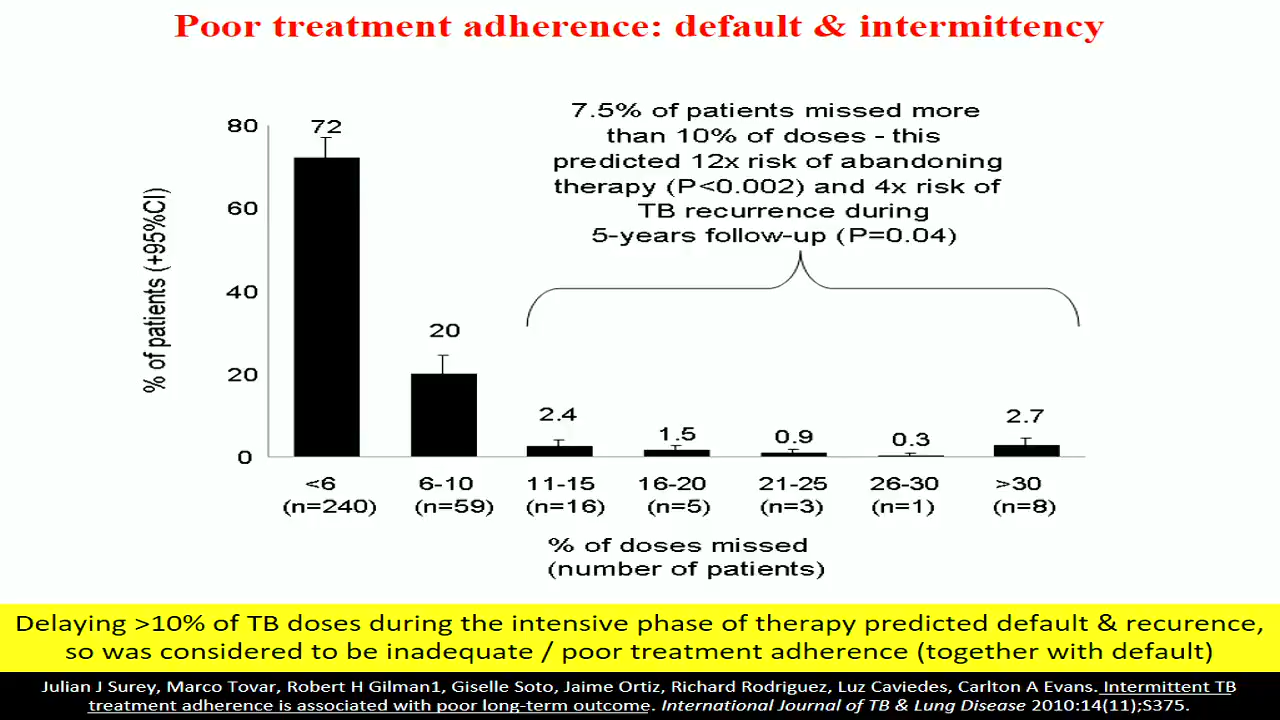 Poor treatment adherence: default & intermittency
7.5% of patients missed more
than 10% of doses - this
predicted 12x risk of abandoning
therapy (P<0.002) and 4x risk of
TB recurrence during
5-years follow-up (P=0.04)
% of patients (+95%CI)
80
60
40
20
0
72
20
2.4
1.5
0.9
0.3
2.7
<6 6-10 11-15 16-20 21-25 26-30 >30
(n=240) (n=59) (n=16) (n=5) (n=3) (n=1) (n=8)
% of doses missed
(number of patients)
Delaying >10% of TB doses during the intensive phase of therapy predicted default & recurence,
so was considered to be inadequate / poor treatment adherence (together with default)
Julian J Surey, Marco Tovar, Robert H Gilman1, Giselle Soto, Jaime Ortiz, Richard Rodriguez, Luz Caviedes, Carlton A Evans. Intermittent TB
treatment adherence is associated with poor long-term outcome. International Journal of TB & Lung Disease 2010:14(11);S375.